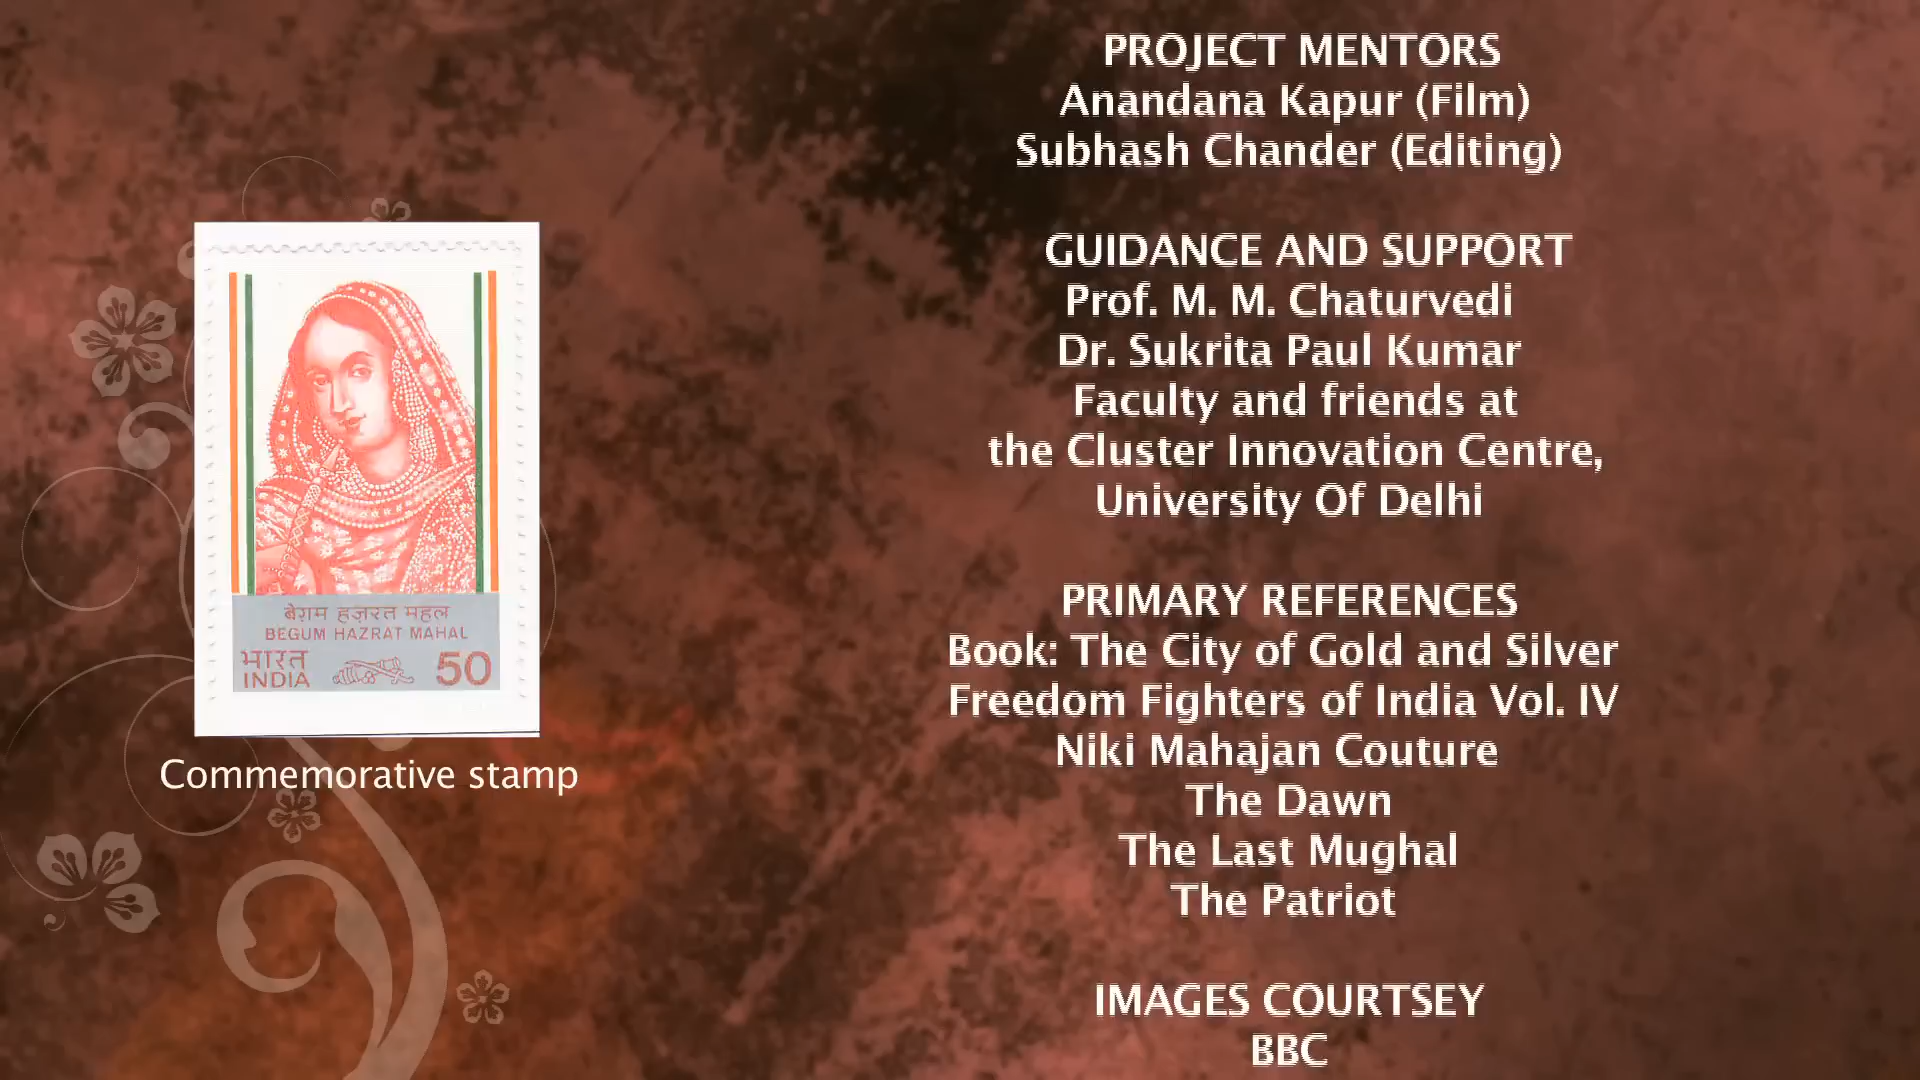 बेग़म हज़रत महल
BEGUM HAZRAT MAHAL
भारत
INDIA
50
Commemorative stamp
PROJECT MENTORS
Anandana Kapur (Film)
Subhash Chander (Editing)
GUIDANCE AND SUPPORT
Prof. M. M. Chaturvedi
Dr. Sukrita Paul Kumar
Faculty and friends at
the Cluster Innovation Centre,
University Of Delhi
PRIMARY REFERENCES
Book: The City of Gold and Silver
Freedom Fighters of India Vol. IV
Niki Mahajan Couture
The Dawn
The Last Mughal
The Patriot
IMAGES COURTSEY
BBC